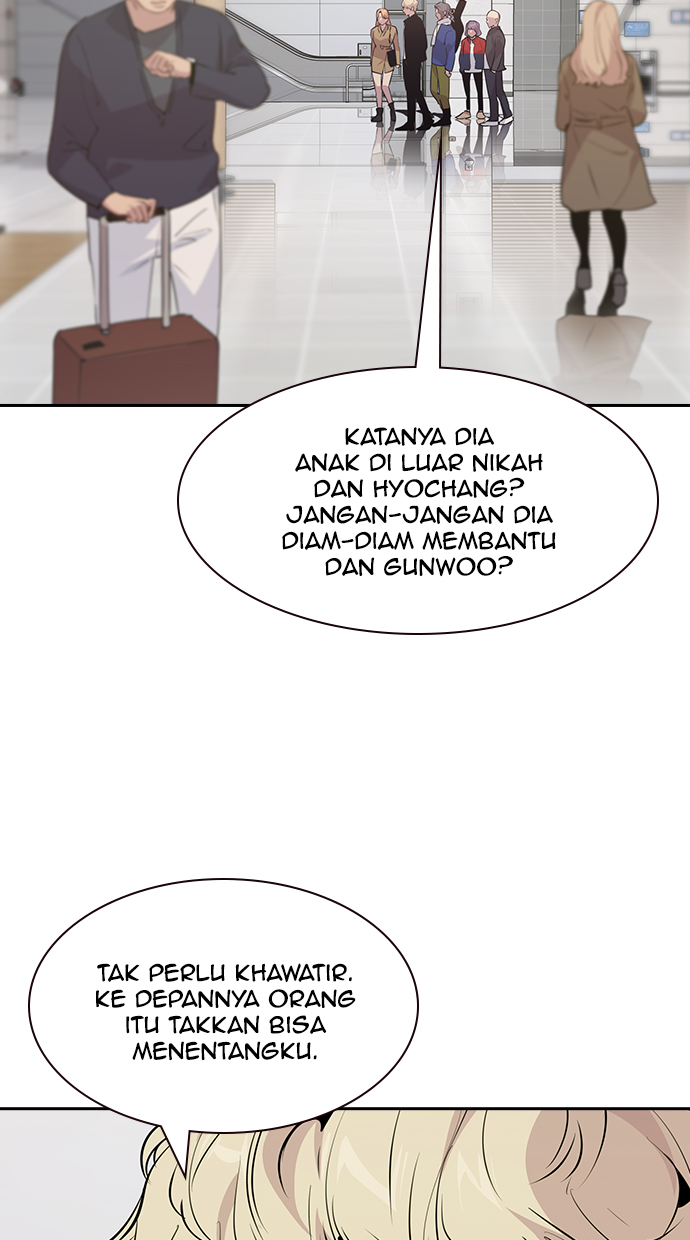 KATANYA DIA
ANAK DI LUAR NIKAH
DAN HYOCHANG?
JANGAN-JANGAN DIA
DIAM-DIAM MEMBANTU
DAN GUNWOO?
TAK PERLU KHAWATIR.
KE DEPANNYA ORANG
ITU TAKKAN BISA
MENENTANGKU.